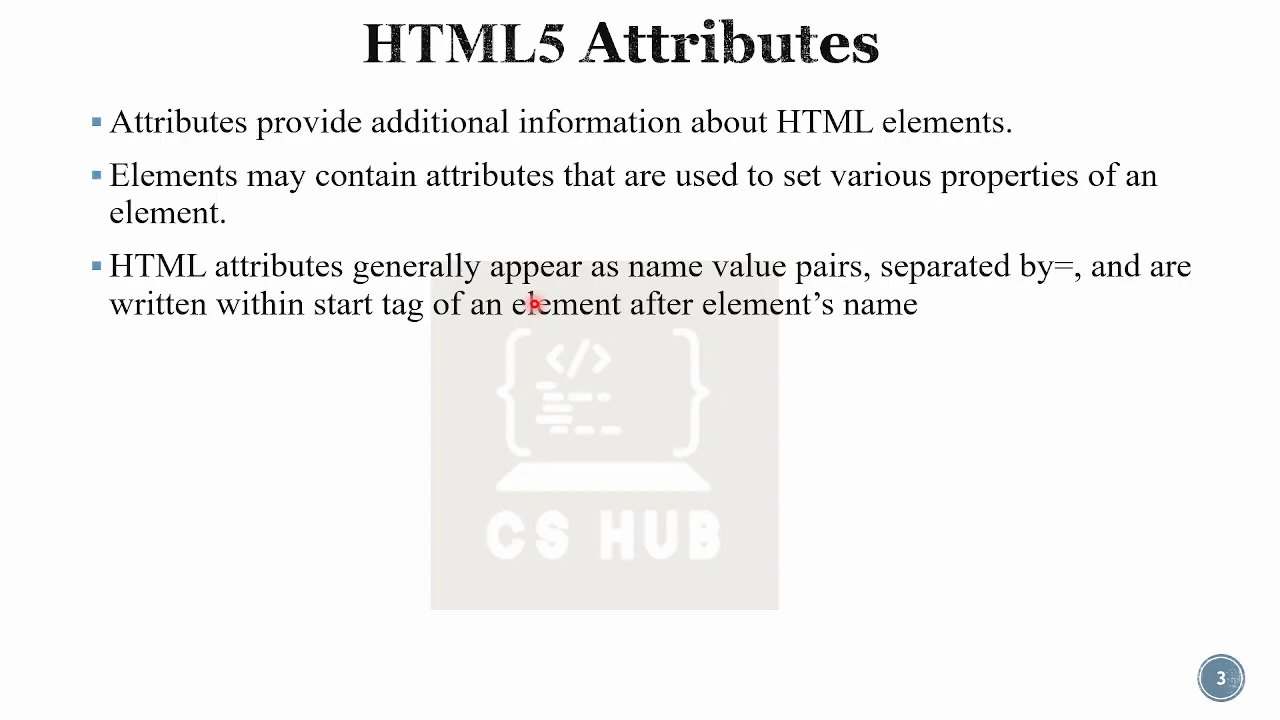 HTML5 Attributes
▪ Attributes provide additional information about HTML elements.
▪ Elements may contain attributes that are used to set various properties of an
element.
▪ HTML attributes generally appear as name value pairs, separated by=, and are
written within start tag of an element after element’s name
</>
CS HUB
3